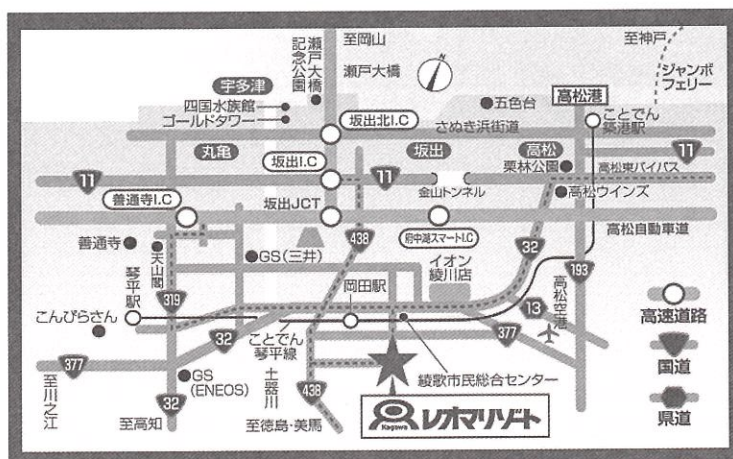 至岡山
至神戸
瀬戸大橋
記念公園
瀬戸大橋
ジャンボ
フェリー
宇多津
四国水族館
ゴールドタワー
五色台
高松港
ことでん
築港駅
坂出北I.C
さぬき浜街道
丸亀
坂出I.C
坂出
高松
栗林公園
11
11
11
高松東バイパス
金山トンネル
善通寺I.C
坂出JCT
高松ウインズ
府中湖スマートI.C
高松自動車道
善通寺
天山閣
GS(三井)
438
32
193
イオン
綾川店
岡田駅
琴平駅
319
高松空港
高速道路
こんぴらさん
32
ことでん
琴平線
13
377
国道
377
GS
(ENEOS)
土器川
438
綾歌市民総合センター
県道
至川之江
32
至高知
至徳島・美馬
Kagawa
レオマリゾート